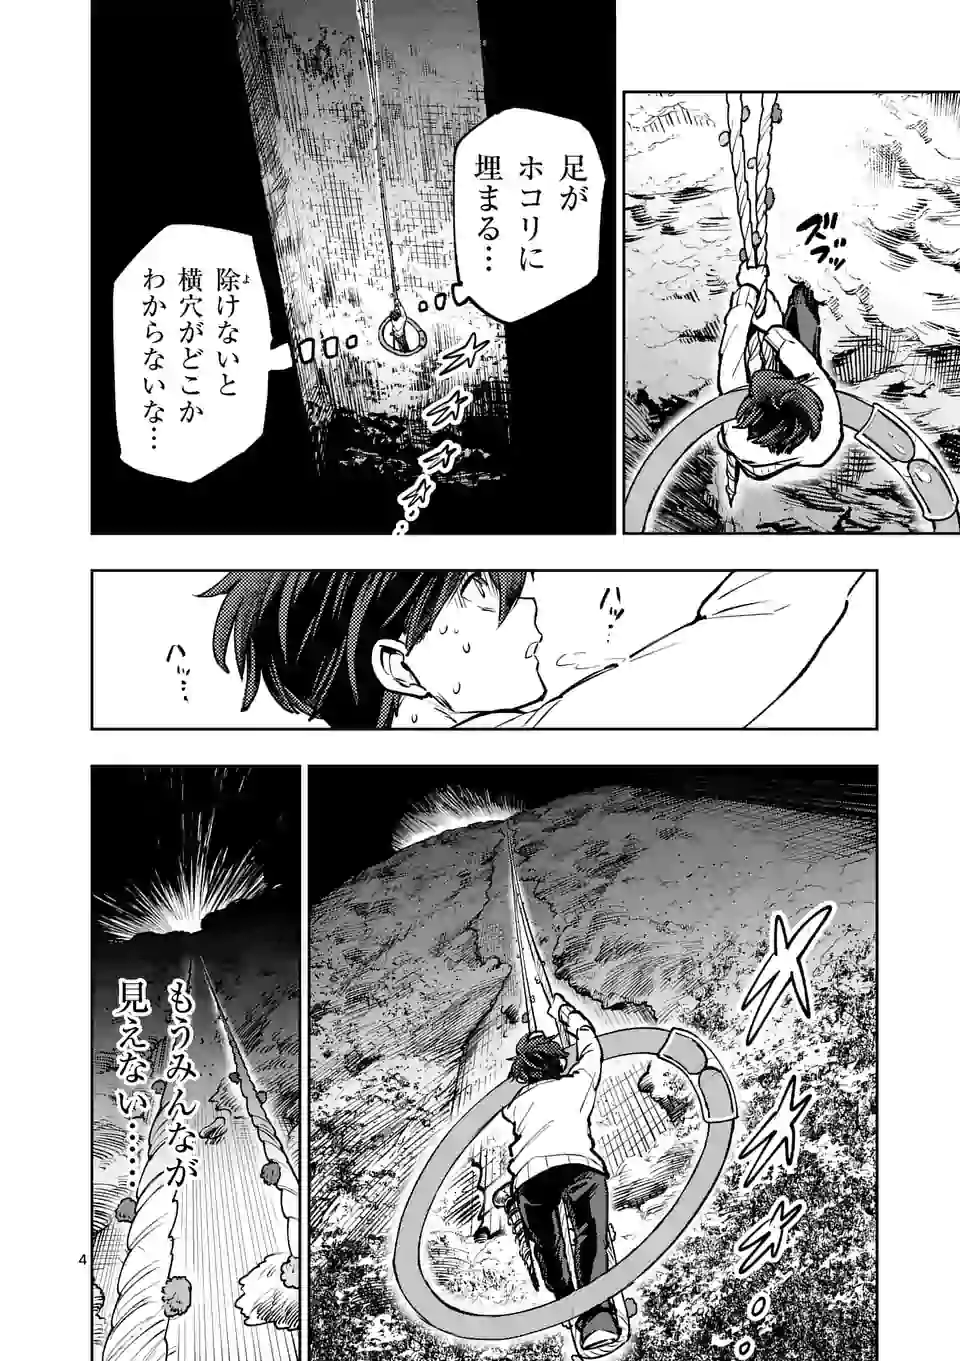 ズズッ
足が
ホコリに
埋まる…
除けないと
よ
横穴がどこか
わからないな…
ハッ…
ハッ…
もうみんなが
見えない………
4